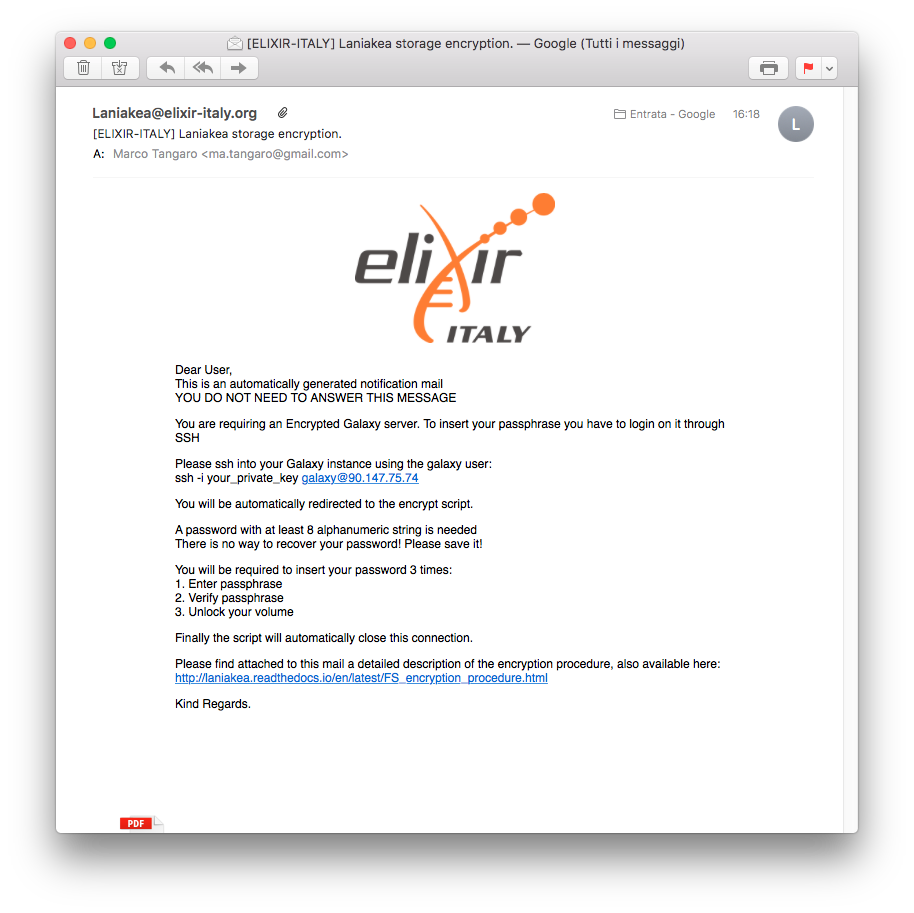 [ELIXIR-ITALY] Laniakea storage encryption. — Google (Tutti i messaggi)
Laniakea@elixir-italy.org
Entrata - Google
16:18
L
[ELIXIR-ITALY] Laniakea storage encryption.
A: Marco Tangaro <ma.tangaro@gmail.com>
elixir
ITALY
Dear User,
This is an automatically generated notification mail
YOU DO NOT NEED TO ANSWER THIS MESSAGE
You are requiring an Encrypted Galaxy server. To insert your passphrase you have to login on it through
SSH
Please ssh into your Galaxy instance using the galaxy user:
ssh -i your_private_key galaxy@90.147.75.74
You will be automatically redirected to the encrypt script.
A password with at least 8 alphanumeric string is needed
There is no way to recover your password! Please save it!
You will be required to insert your password 3 times:
1. Enter passphrase
2. Verify passphrase
3. Unlock your volume
Finally the script will automatically close this connection.
Please find attached to this mail a detailed description of the encryption procedure, also available here:
http://laniakea.readthedocs.io/en/latest/FS_encryption_procedure.html
Kind Regards.
PDF